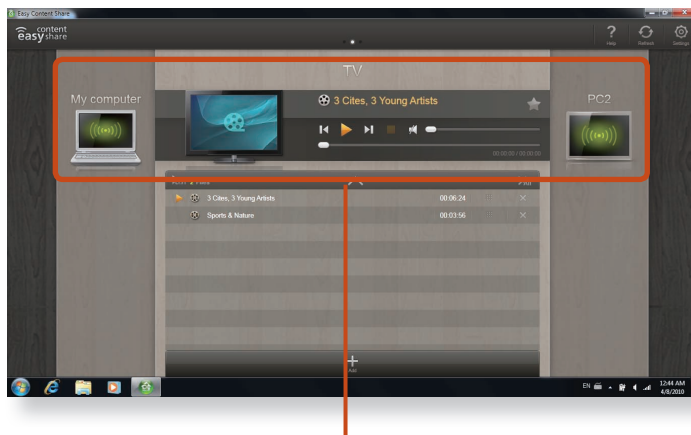 Easy Content Share
easy content share
Help
Refresh
Settings
TV
My computer
3 Cites, 3 Young Artists
PC2
00:00:00 / 00:00:00
3 Cites, 3 Young Artists 00:06:24
Sports & Nature 00:03:56
Add
EN
12:44 AM
4/8/2010